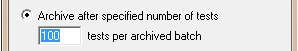 Archive after specified number of tests
100 tests per archived batch